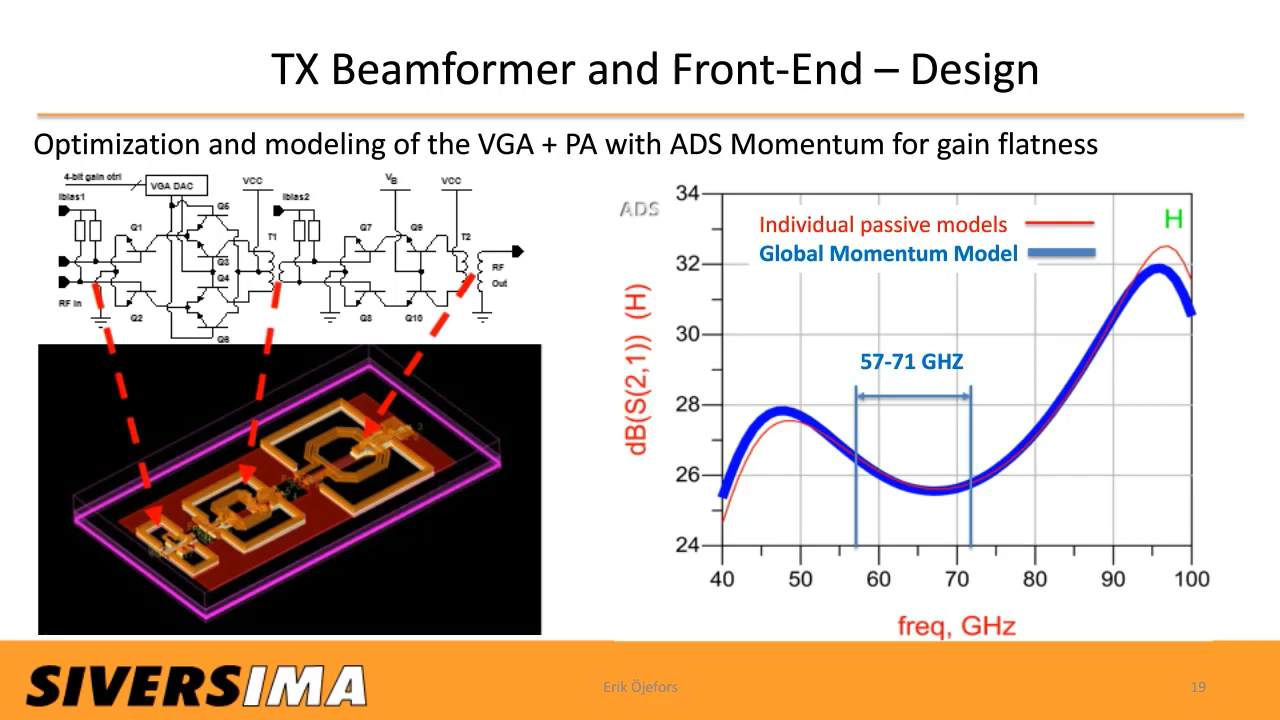 TX Beamformer and Front-End – Design
Optimization and modeling of the VGA + PA with ADS Momentum for gain flatness
4-bit gain ctrl
VGA DAC
VCC
Ibias1
Ibias2
VB
VCC
Q1
Q5
Q3
Q4
Q2
Q6
T1
Q7
Q9
Q8
Q10
T2
RF In
RF
Out
ADS
Individual passive models
Global Momentum Model
H
57-71 GHZ
dB(S(2,1)) (H)
34
32
30
28
26
24
40 50 60 70 80 90 100
freq, GHz
SIVERSIMA
Erik Öjefors
19